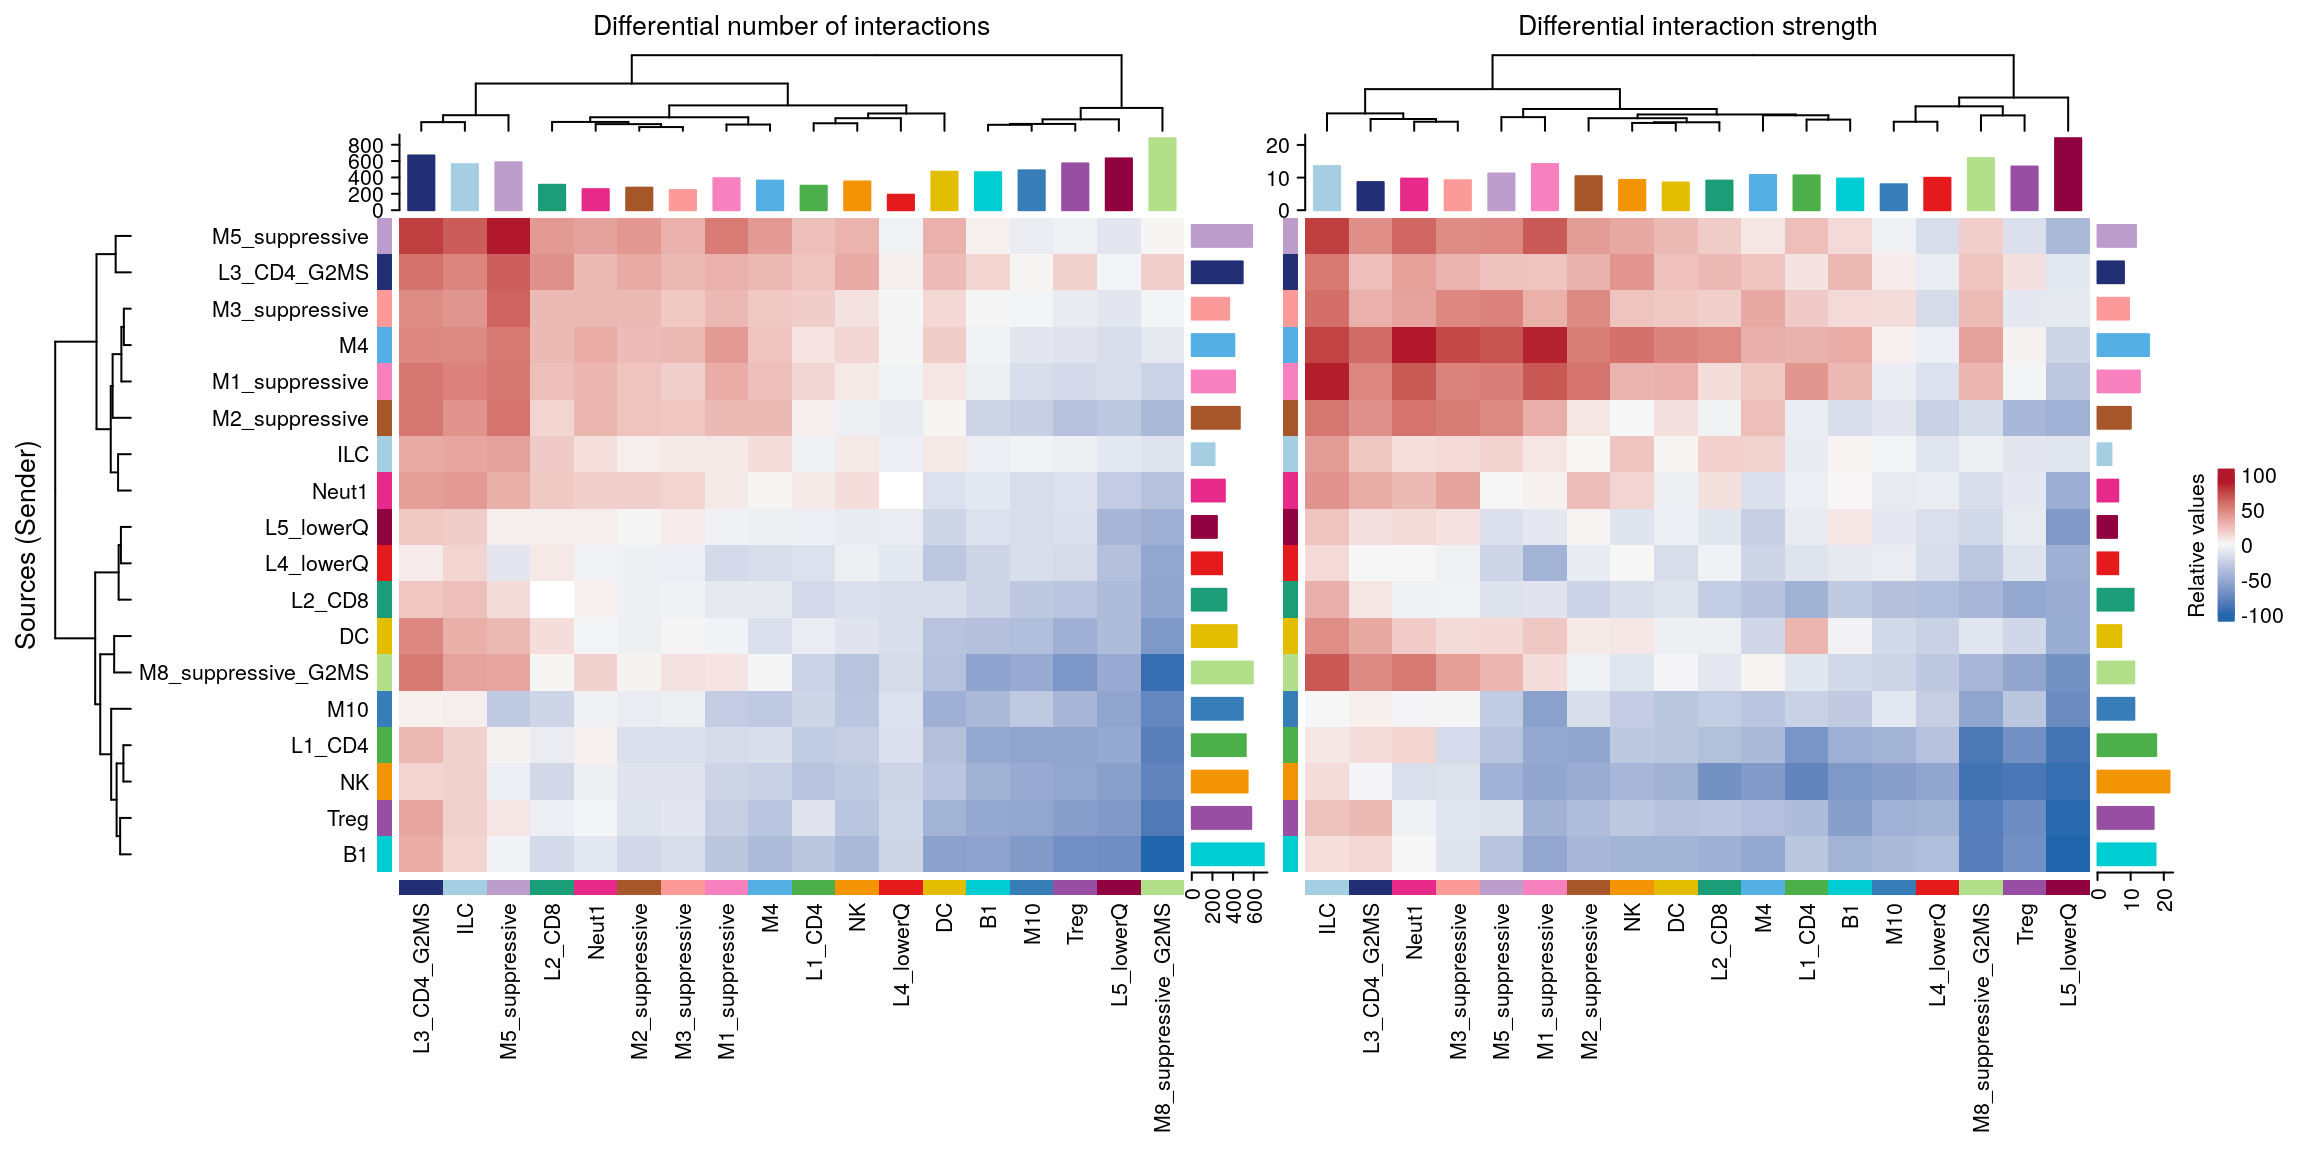 Differential number of interactions
Differential interaction strength
800
600
400
200
0
20
10
0
Sources (Sender)
M5_suppressive
L3_CD4_G2MS
M3_suppressive
M4
M1_suppressive
M2_suppressive
ILC
Neut1
L5_lowerQ
L4_lowerQ
L2_CD8
DC
M8_suppressive_G2MS
M10
L1_CD4
NK
Treg
B1
0
200
400
600
0
10
20
L3_CD4_G2MS
ILC
M5_suppressive
L2_CD8
Neut1
M2_suppressive
M3_suppressive
M1_suppressive
M4
L1_CD4
NK
L4_lowerQ
DC
B1
M10
Treg
L5_lowerQ
M8_suppressive_G2MS
ILC
L3_CD4_G2MS
Neut1
M3_suppressive
M5_suppressive
M1_suppressive
M2_suppressive
NK
DC
L2_CD8
M4
L1_CD4
B1
M10
L4_lowerQ
M8_suppressive_G2MS
Treg
L5_lowerQ
Relative values
100
50
0
-50
-100